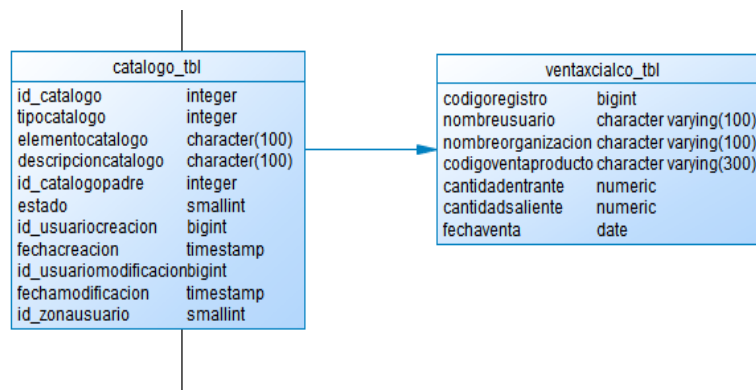 catalogo_tbl
id_catalogo integer
tipocatalogo integer
elementocatalogo character(100)
descripcioncatalogo character(100)
id_catalogopadre integer
estado smallint
id_usuariocreacion bigint
fechacreacion timestamp
id_usuariomodificacionbigint
fechamodificacion timestamp
id_zonausuario smallint
ventaxcialco_tbl
codigoregistro bigint
nombreusuario character varying(100)
nombreorganizacion character varying(100)
codigoventaproducto character varying(300)
cantidadentrante numeric
cantidadsaliente numeric
fechaventa date